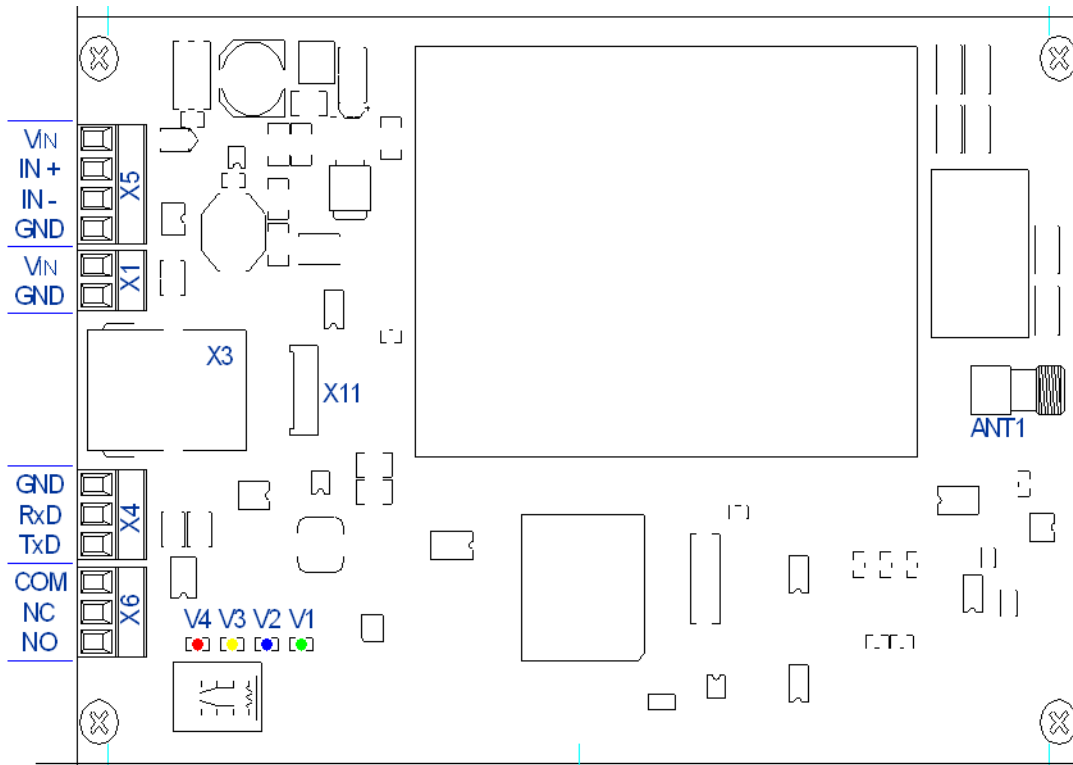 VIN
IN +
IN -
GND
X5
VIN
GND
X1
X3
X11
ANT1
GND
RxD
TxD
X4
COM
NC
NO
X6
V4 V3 V2 V1